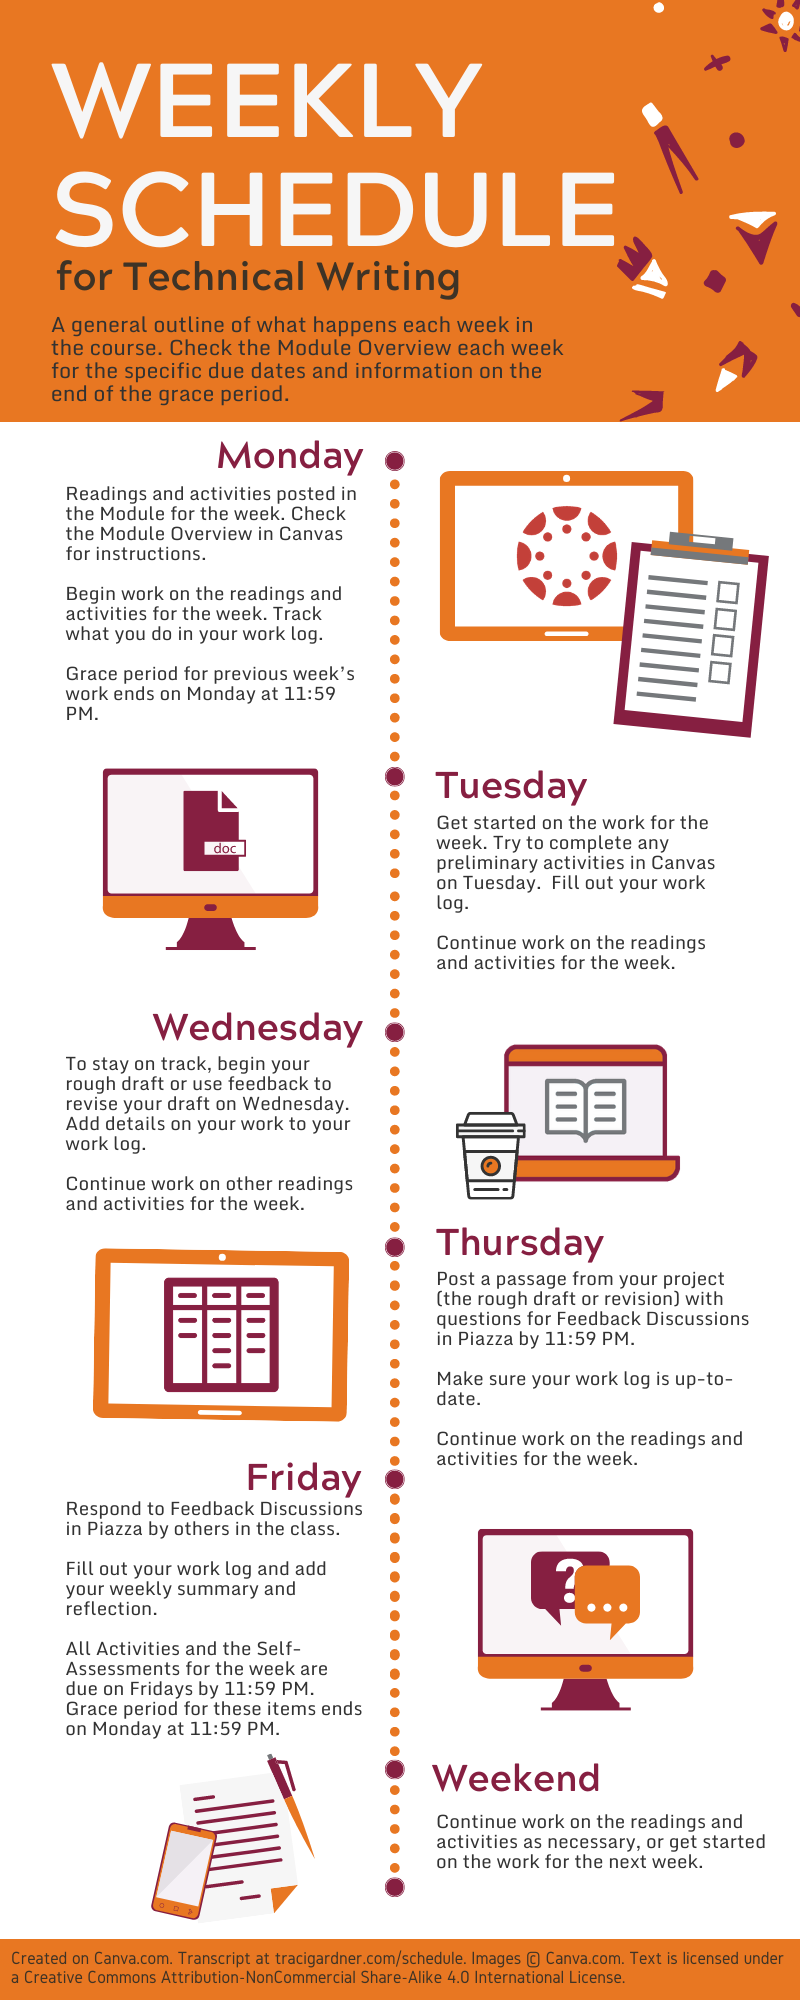 WEEKLY
SCHEDULE
for Technical Writing
A general outline of what happens each week in
the course. Check the Module Overview each week
for the specific due dates and information on the
end of the grace period.
Monday
Readings and activities posted in
the Module for the week. Check
the Module Overview in Canvas
for instructions.
Begin work on the readings and
activities for the week. Track
what you do in your work log.
Grace period for previous week's
work ends on Monday at 11:59
PM.
doc
Tuesday
Get started on the work for the
week. Try to complete any
preliminary activities in Canvas
on Tuesday.  Fill out your work
log.
Continue work on the readings
and activities for the week.
Wednesday
To stay on track, begin your
rough draft or use feedback to
revise your draft on Wednesday.
Add details on your work to your
work log.
Continue work on other readings
and activities for the week.
Thursday
Post a passage from your project
(the rough draft or revision) with
questions for Feedback Discussions
in Piazza by 11:59 PM.
Make sure your work log is up-to-
date.
Continue work on the readings and
activities for the week.
Friday
Respond to Feedback Discussions
in Piazza by others in the class.
Fill out your work log and add
your weekly summary and
reflection.
All Activities and the Self-
Assessments for the week are
due on Fridays by 11:59 PM.
Grace period for these items ends
on Monday at 11:59 PM.
?
...
Weekend
Continue work on the readings and
activities as necessary, or get started
on the work for the next week.
Created on Canva.com. Transcript at tracigardner.com/schedule. Images © Canva.com. Text is licensed under
a Creative Commons Attribution-NonCommercial Share-Alike 4.0 International License.